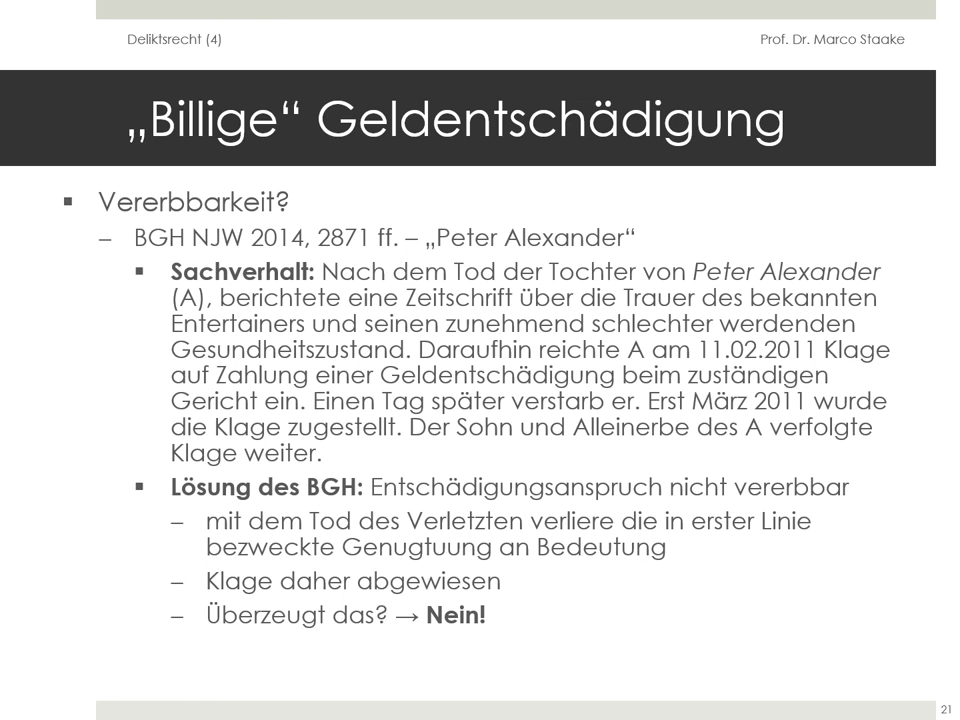 Deliktsrecht (4)
Prof. Dr. Marco Staake
„Billige“ Geldentschädigung
▪ Vererbbarkeit?
– BGH NJW 2014, 2871 ff. – „Peter Alexander“
▪ Sachverhalt: Nach dem Tod der Tochter von Peter Alexander
(A), berichtete eine Zeitschrift über die Trauer des bekannten
Entertainers und seinen zunehmend schlechter werdenden
Gesundheitszustand. Daraufhin reichte A am 11.02.2011 Klage
auf Zahlung einer Geldentschädigung beim zuständigen
Gericht ein. Einen Tag später verstarb er. Erst März 2011 wurde
die Klage zugestellt. Der Sohn und Alleinerbe des A verfolgte
Klage weiter.
▪ Lösung des BGH: Entschädigungsanspruch nicht vererbbar
– mit dem Tod des Verletzten verliere die in erster Linie
bezweckte Genugtuung an Bedeutung
– Klage daher abgewiesen
– Überzeugt das? → Nein!
21